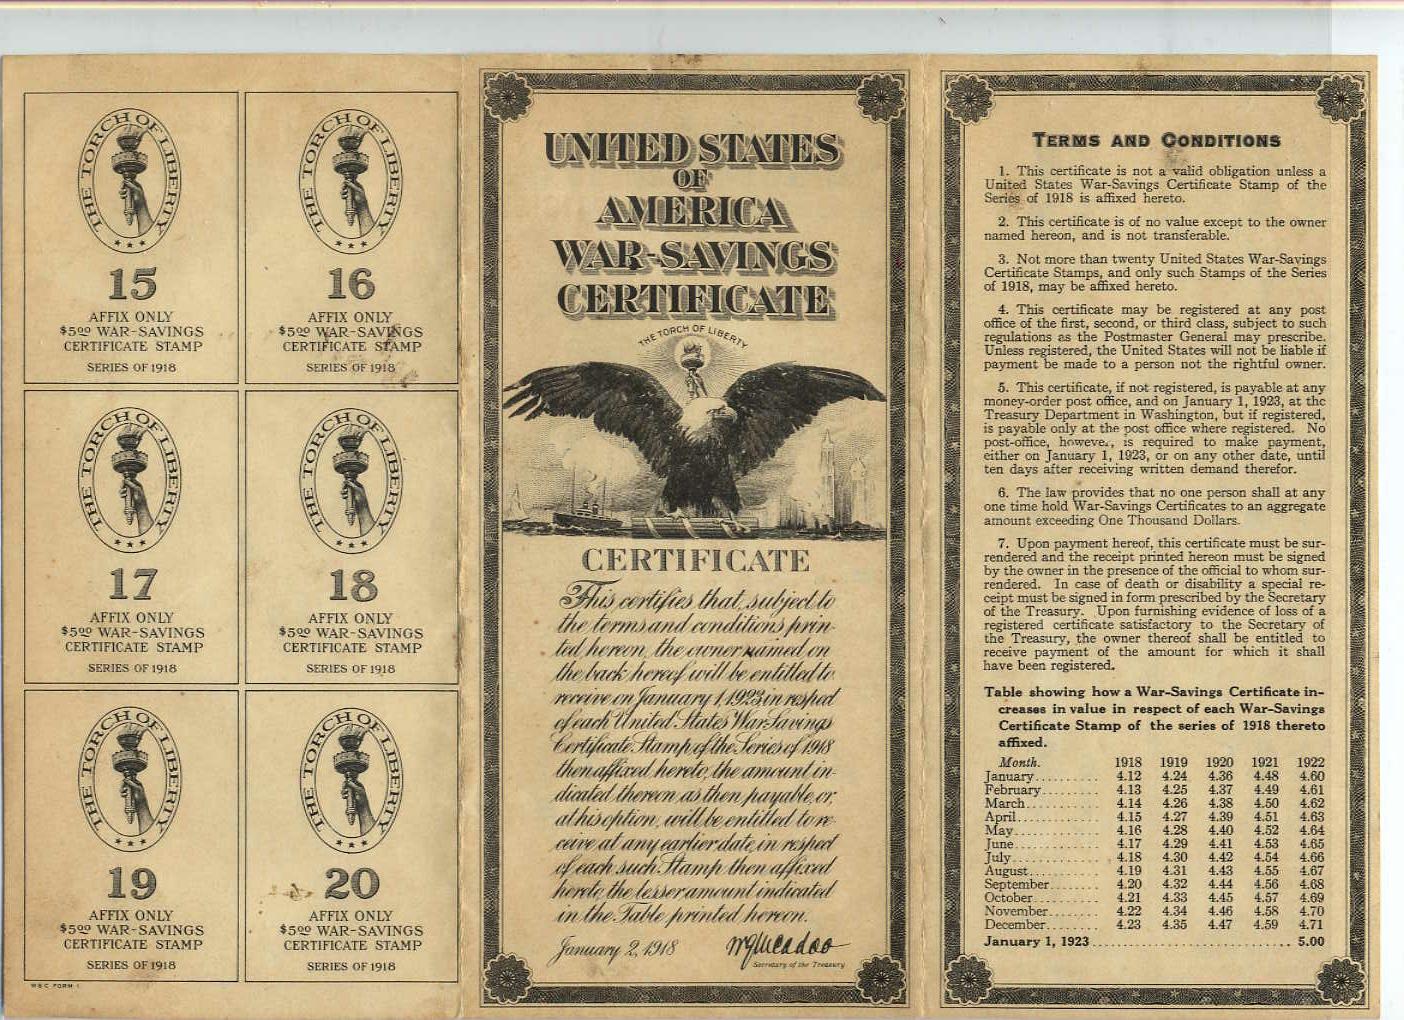 THE TORCH OF LIBERTY
15
AFFIX ONLY
$5.00 WAR-SAVINGS
CERTIFICATE STAMP
SERIES OF 1918
THE TORCH OF LIBERTY
16
AFFIX ONLY
$5.00 WAR-SAVINGS
CERTIFICATE STAMP
SERIES OF 1918
THE TORCH OF LIBERTY
17
AFFIX ONLY
$5.00 WAR-SAVINGS
CERTIFICATE STAMP
SERIES OF 1918
THE TORCH OF LIBERTY
18
AFFIX ONLY
$5.00 WAR-SAVINGS
CERTIFICATE STAMP
SERIES OF 1918
THE TORCH OF LIBERTY
19
AFFIX ONLY
$5.00 WAR-SAVINGS
CERTIFICATE STAMP
SERIES OF 1918
THE TORCH OF LIBERTY
20
AFFIX ONLY
$5.00 WAR-SAVINGS
CERTIFICATE STAMP
SERIES OF 1918
FORM 1
UNITED STATES
OF
AMERICA
WAR-SAVINGS
CERTIFICATE
THE TORCH OF LIBERTY
CERTIFICATE
This certifies that, subject to
the terms and conditions prin-
ted hereon, the owner named on
the back hereof will be entitled to
receive on January 1, 1923, in respect
of each United States War-Savings
Certificate Stamp of the Series of 1918
then affixed hereto, the amount in-
dicated thereon, as then payable, or,
at his option, will be entitled to re-
ceive at any earlier date, in respect
of each such Stamp then affixed
hereto, the lesser amount indicated
in the Table printed hereon.
January 2, 1918
W G McAdoo
Secretary of the Treasury
TERMS AND CONDITIONS
1. This certificate is not a valid obligation unless a
United States War-Savings Certificate Stamp of the
Series of 1918 is affixed hereto.
2. This certificate is of no value except to the owner
named hereon, and is not transferable.
3. Not more than twenty United States War-Savings
Certificate Stamps, and only such Stamps of the Series
of 1918, may be affixed hereto.
4. This certificate may be registered at any post
office of the first, second, or third class, subject to such
regulations as the Postmaster General may prescribe.
Unless registered, the United States will not be liable if
payment be made to a person not the rightful owner.
5. This certificate, if not registered, is payable at any
money-order post office, and on January 1, 1923, at the
Treasury Department in Washington, but if registered,
is payable only at the post office where registered. No
post-office, however, is required to make payment,
either on January 1, 1923, or on any other date, until
ten days after receiving written demand therefor.
6. The law provides that no one person shall at any
one time hold War-Savings Certificates to an aggregate
amount exceeding One Thousand Dollars.
7. Upon payment hereof, this certificate must be sur-
rendered and the receipt printed hereon must be signed
by the owner in the presence of the official to whom sur-
rendered. In case of death or disability a special re-
ceipt must be signed in form prescribed by the Secretary
of the Treasury. Upon furnishing evidence of loss of a
registered certificate satisfactory to the Secretary of
the Treasury, the owner thereof shall be entitled to
receive payment of the amount for which it shall
have been registered.
Table showing how a War-Savings Certificate in-
creases in value in respect of each War-Savings
Certificate Stamp of the series of 1918 thereto
affixed.
Month. 1918 1919 1920 1921 1922
January.......... 4.12 4.24 4.36 4.48 4.60
February......... 4.13 4.25 4.37 4.49 4.61
March............ 4.14 4.26 4.38 4.50 4.62
April............ 4.15 4.27 4.39 4.51 4.63
May.............. 4.16 4.28 4.40 4.52 4.64
June............. 4.17 4.29 4.41 4.53 4.65
July............. 4.18 4.30 4.42 4.54 4.66
August........... 4.19 4.31 4.43 4.55 4.67
September........ 4.20 4.32 4.44 4.56 4.68
October.......... 4.21 4.33 4.45 4.57 4.69
November......... 4.22 4.34 4.46 4.58 4.70
December......... 4.23 4.35 4.47 4.59 4.71
January 1, 1923.............................. 5.00